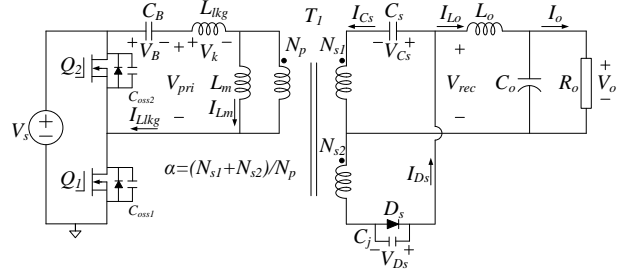 C_B L_lkg T_1 I_Cs C_s I_Lo L_o I_o
+ V_B − + + V_k − N_p N_s1 − V_Cs + +
Q_2 C_oss2 V_pri L_m V_rec C_o R_o + V_o −
V_s + − I_Llkg − I_Lm −
N_s2
Q_1 C_oss1 α=(N_s1+N_s2)/N_p I_Ds
D_s
C_j − V_Ds +